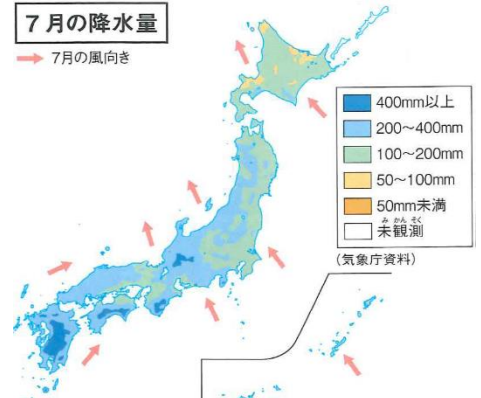 7月の降水量
7月の風向き
400mm以上
200〜400mm
100〜200mm
50〜100mm
50mm未満
みかんそく
未観測
(気象庁資料)